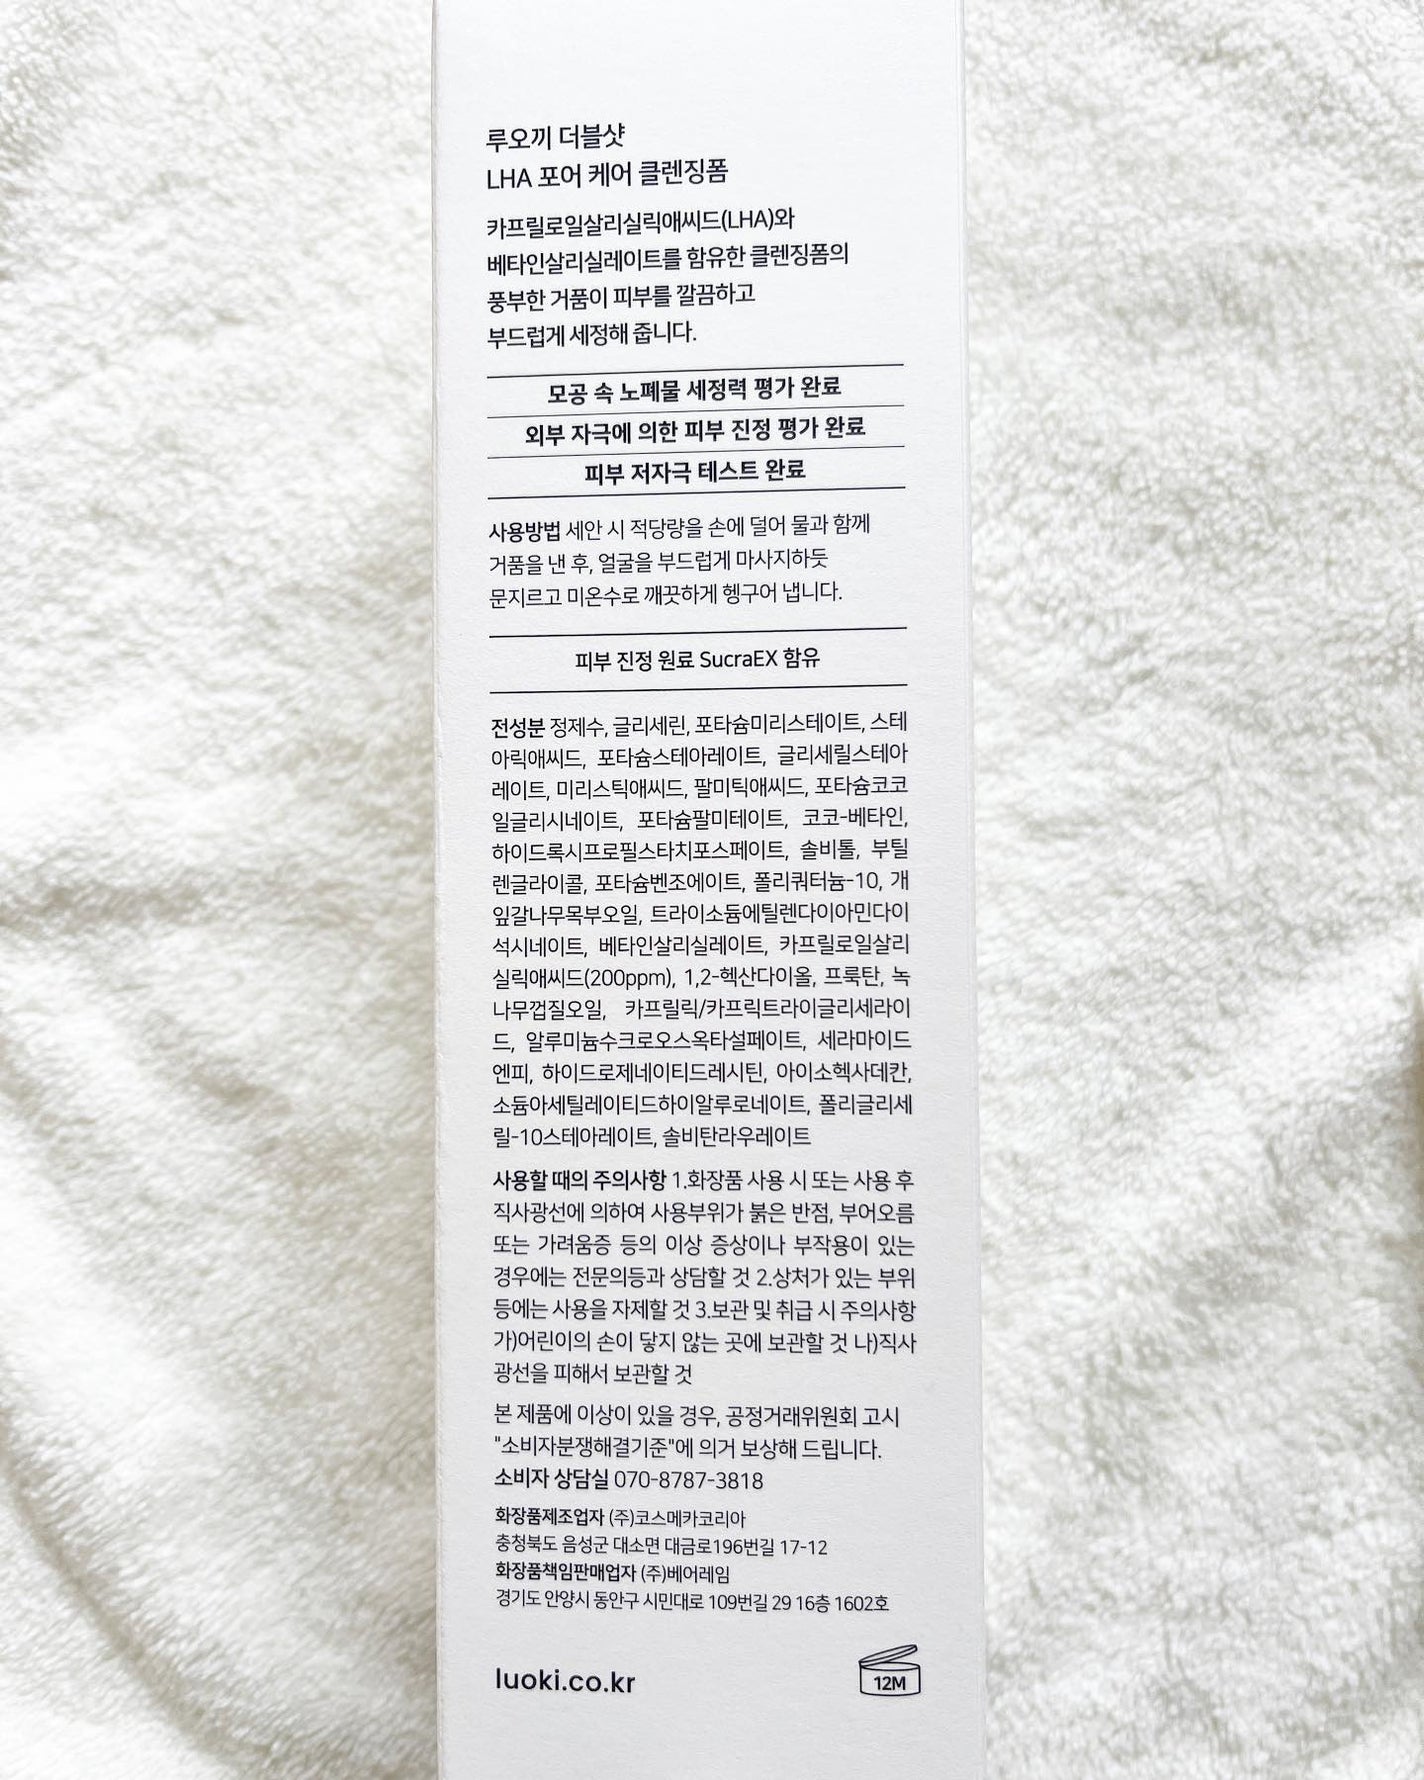 루오끼 더블샷
LHA 포어 케어 클렌징폼
카프릴로일살리실릭애씨드(LHA)와
베타인살리실레이트를 함유한 클렌징폼의
풍부한 거품이 피부를 깔끔하고
부드럽게 세정해 줍니다.
모공 속 노폐물 세정력 평가 완료
외부 자극에 의한 피부 진정 평가 완료
피부 저자극 테스트 완료
사용방법 세안 시 적당량을 손에 덜어 물과 함께
거품을 낸 후, 얼굴을 부드럽게 마사지하듯
문지르고 미온수로 깨끗하게 헹구어 냅니다.
피부 진정 원료 SucraEX 함유
전성분 정제수, 글리세린, 포타슘미리스테이트, 스테
아릭애씨드, 포타슘스테아레이트, 글리세릴스테아
레이트, 미리스틱애씨드, 팔미틱애씨드, 포타슘코코
일글리시네이트, 포타슘팔미테이트, 코코-베타인,
하이드록시프로필스타치포스페이트, 솔비톨, 부틸
렌글라이콜, 포타슘벤조에이트, 폴리쿼터늄-10, 개
잎갈나무목부오일, 트라이소듐에틸렌다이아민다이
석시네이트, 베타인살리실레이트, 카프릴로일살리
실릭애씨드(200ppm), 1,2-헥산다이올, 프룩탄, 녹
나무껍질오일, 카프릴릭/카프릭트라이글리세라이
드, 알루미늄수크로오스옥타설페이트, 세라마이드
엔피, 하이드로제네이티드레시틴, 아이소헥사데칸,
소듐아세틸레이티드하이알루로네이트, 폴리글리세
릴-10스테아레이트, 솔비탄라우레이트
사용할 때의 주의사항 1.화장품 사용 시 또는 사용 후
직사광선에 의하여 사용부위가 붉은 반점, 부어오름
또는 가려움증 등의 이상 증상이나 부작용이 있는
경우에는 전문의등과 상담할 것 2.상처가 있는 부위
등에는 사용을 자제할 것 3.보관 및 취급 시 주의사항
가)어린이의 손이 닿지 않는 곳에 보관할 것 나)직사
광선을 피해서 보관할 것
본 제품에 이상이 있을 경우, 공정거래위원회 고시
"소비자분쟁해결기준"에 의거 보상해 드립니다.
소비자 상담실 070-8787-3818
화장품제조업자 (주)코스메카코리아
충청북도 음성군 대소면 대금로196번길 17-12
화장품책임판매업자 (주)베어레임
경기도 안양시 동안구 시민대로 109번길 29 16층 1602호
luoki.co.kr
12M